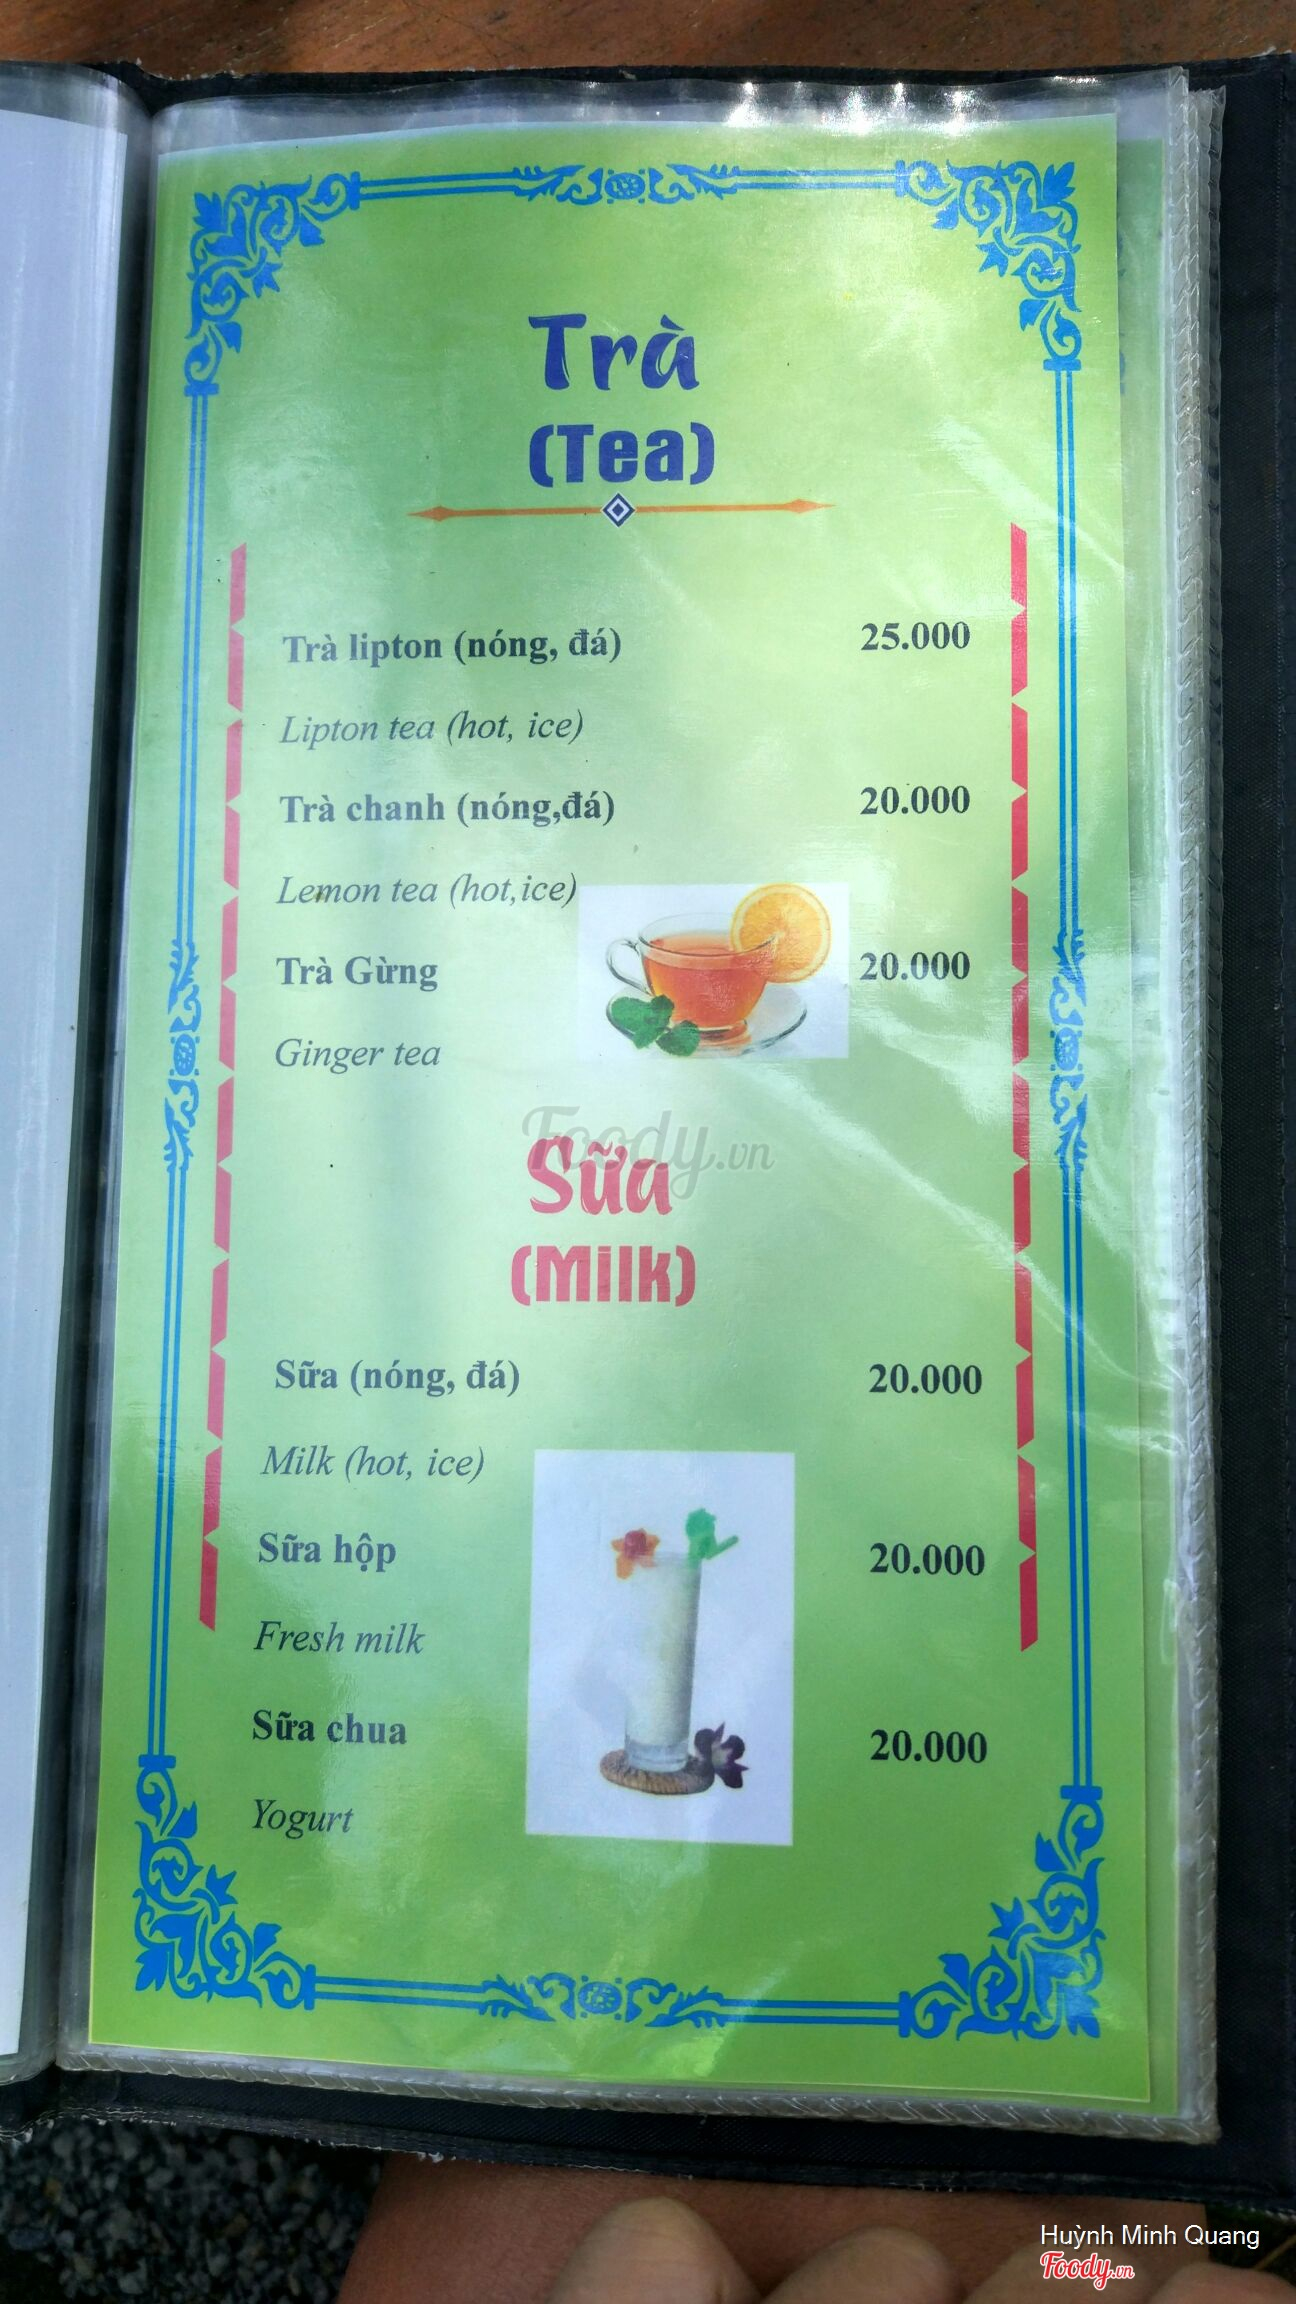 Trà
(Tea)
Trà lipton (nóng, đá) 25.000
Lipton tea (hot, ice)
Trà chanh (nóng,đá) 20.000
Lemon tea (hot,ice)
Trà Gừng 20.000
Ginger tea
Foody.vn
Sữa
(Milk)
Sữa (nóng, đá) 20.000
Milk (hot, ice)
Sữa hộp 20.000
Fresh milk
Sữa chua 20.000
Yogurt
Huỳnh Minh Quang
Foody.vn